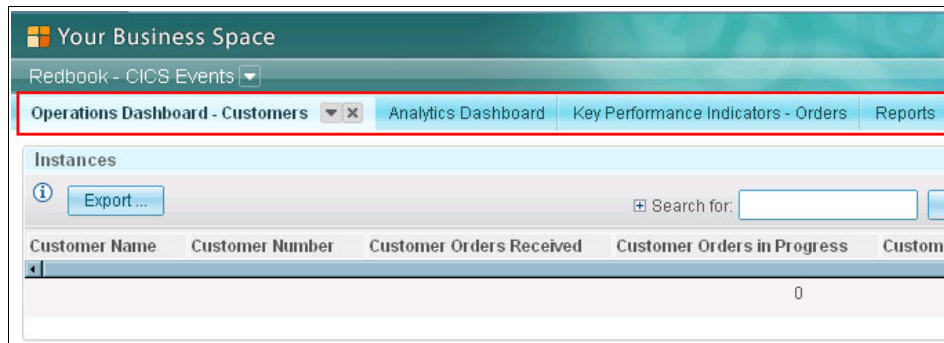 Your Business Space
Redbook - CICS Events
Operations Dashboard - Customers Analytics Dashboard Key Performance Indicators - Orders Reports
Instances
Export ... Search for:
Customer Name Customer Number Customer Orders Received Customer Orders in Progress Custom
0